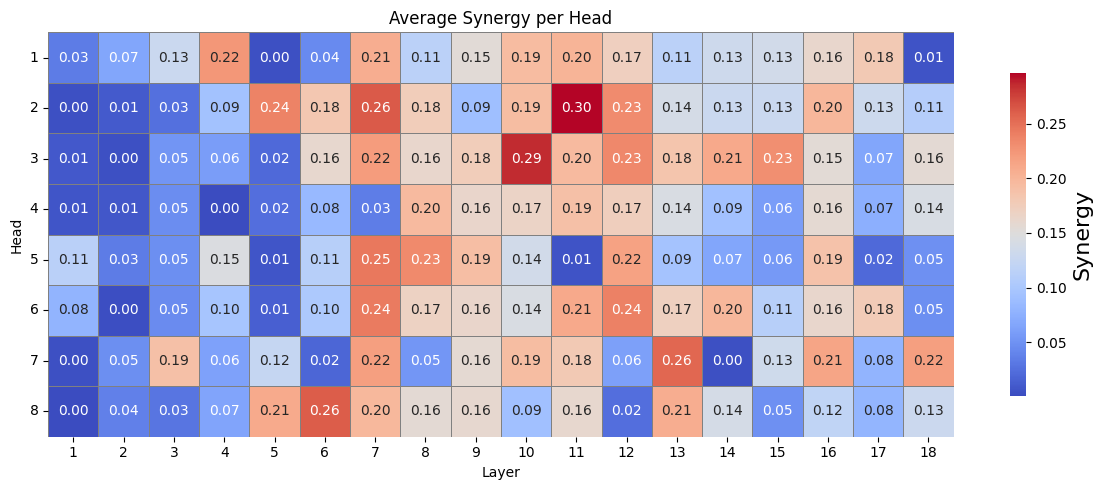 Average Synergy per Head
1 0.03 0.07 0.13 0.22 0.00 0.04 0.21 0.11 0.15 0.19 0.20 0.17 0.11 0.13 0.13 0.16 0.18 0.01
2 0.00 0.01 0.03 0.09 0.24 0.18 0.26 0.18 0.09 0.19 0.30 0.23 0.14 0.13 0.13 0.20 0.13 0.11
3 0.01 0.00 0.05 0.06 0.02 0.16 0.22 0.16 0.18 0.29 0.20 0.23 0.18 0.21 0.23 0.15 0.07 0.16
4 0.01 0.01 0.05 0.00 0.02 0.08 0.03 0.20 0.16 0.17 0.19 0.17 0.14 0.09 0.06 0.16 0.07 0.14
5 0.11 0.03 0.05 0.15 0.01 0.11 0.25 0.23 0.19 0.14 0.01 0.22 0.09 0.07 0.06 0.19 0.02 0.05
6 0.08 0.00 0.05 0.10 0.01 0.10 0.24 0.17 0.16 0.14 0.21 0.24 0.17 0.20 0.11 0.16 0.18 0.05
7 0.00 0.05 0.19 0.06 0.12 0.02 0.22 0.05 0.16 0.19 0.18 0.06 0.26 0.00 0.13 0.21 0.08 0.22
8 0.00 0.04 0.03 0.07 0.21 0.26 0.20 0.16 0.16 0.09 0.16 0.02 0.21 0.14 0.05 0.12 0.08 0.13
1 2 3 4 5 6 7 8 9 10 11 12 13 14 15 16 17 18
Layer
Head
0.25
0.20
0.15
0.10
0.05
Synergy